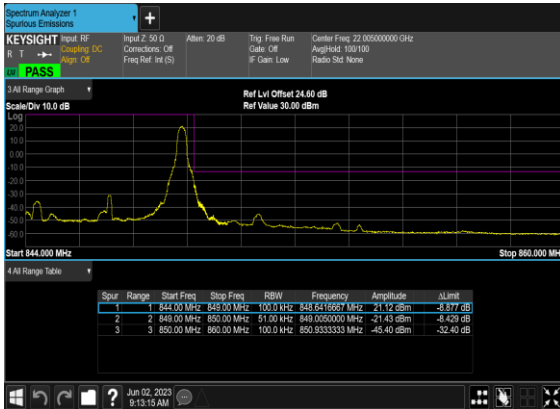 Spectrum Analyzer 1
Spurious Emissions
KEYSIGHT Input: RF Input Z: 50 Ω Atten: 20 dB Trig: Free Run Center Freq: 22.005000000 GHz
R T Coupling: DC Corrections: Off Gate: Off Avg|Hold: 100/100
Align: Off Freq Ref: Int (S) IF Gain: Low Radio Std: None
PASS
3 All Range Graph
Ref Lvl Offset 24.60 dB
Scale/Div 10.0 dB Ref Value 30.00 dBm
Log
20.0
10.0
0.00
-10.0
-20.0
-30.0
-40.0
-50.0
-60.0
Start 844.000 MHz Stop 860.000 MH
4 All Range Table
Spur Range Start Freq Stop Freq RBW Frequency Amplitude ΔLimit
1 1 844.00 MHz 849.00 MHz 100.0 kHz 848.6416667 MHz 21.12 dBm -8.877 dB
2 2 849.00 MHz 850.00 MHz 51.00 kHz 849.0050000 MHz -21.43 dBm -8.429 dB
3 3 850.00 MHz 860.00 MHz 100.0 kHz 850.9333333 MHz -45.40 dBm -32.40 dB
Jun 02, 2023
9:13:15 AM